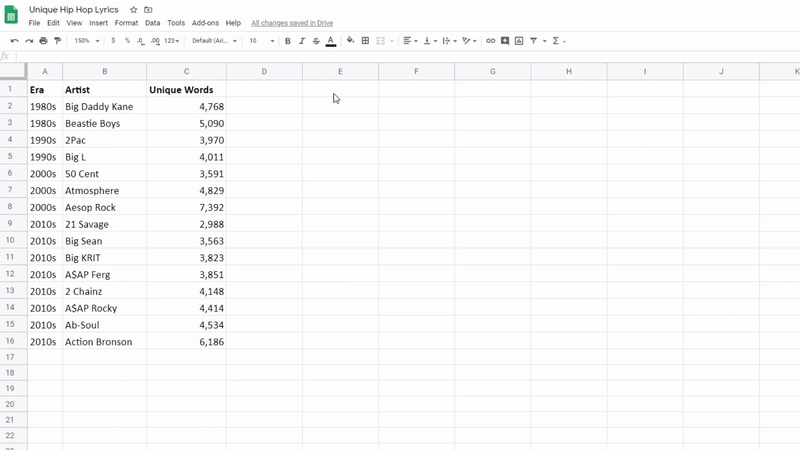 Unique Hip Hop Lyrics
File Edit View Insert Format Data Tools Add-ons Help All changes saved in Drive
150% $ % .0 .00 123 Default (Ari... 10 B I S A
fx
A B C D E F G H I J K
1 Era Artist Unique Words
2 1980s Big Daddy Kane 4,768
3 1980s Beastie Boys 5,090
4 1990s 2Pac 3,970
5 1990s Big L 4,011
6 2000s 50 Cent 3,591
7 2000s Atmosphere 4,829
8 2000s Aesop Rock 7,392
9 2010s 21 Savage 2,988
10 2010s Big Sean 3,563
11 2010s Big KRIT 3,823
12 2010s A$AP Ferg 3,851
13 2010s 2 Chainz 4,148
14 2010s A$AP Rocky 4,414
15 2010s Ab-Soul 4,534
16 2010s Action Bronson 6,186
17
18
19
20
21
22